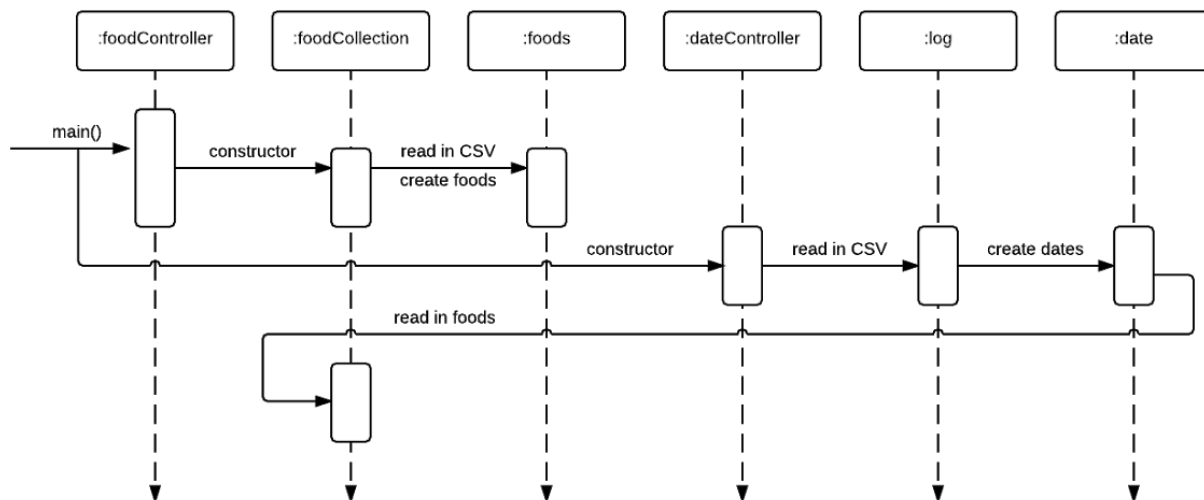 :foodController
:foodCollection
:foods
:dateController
:log
:date
main()
constructor
read in CSV
create foods
constructor
read in CSV
create dates
read in foods